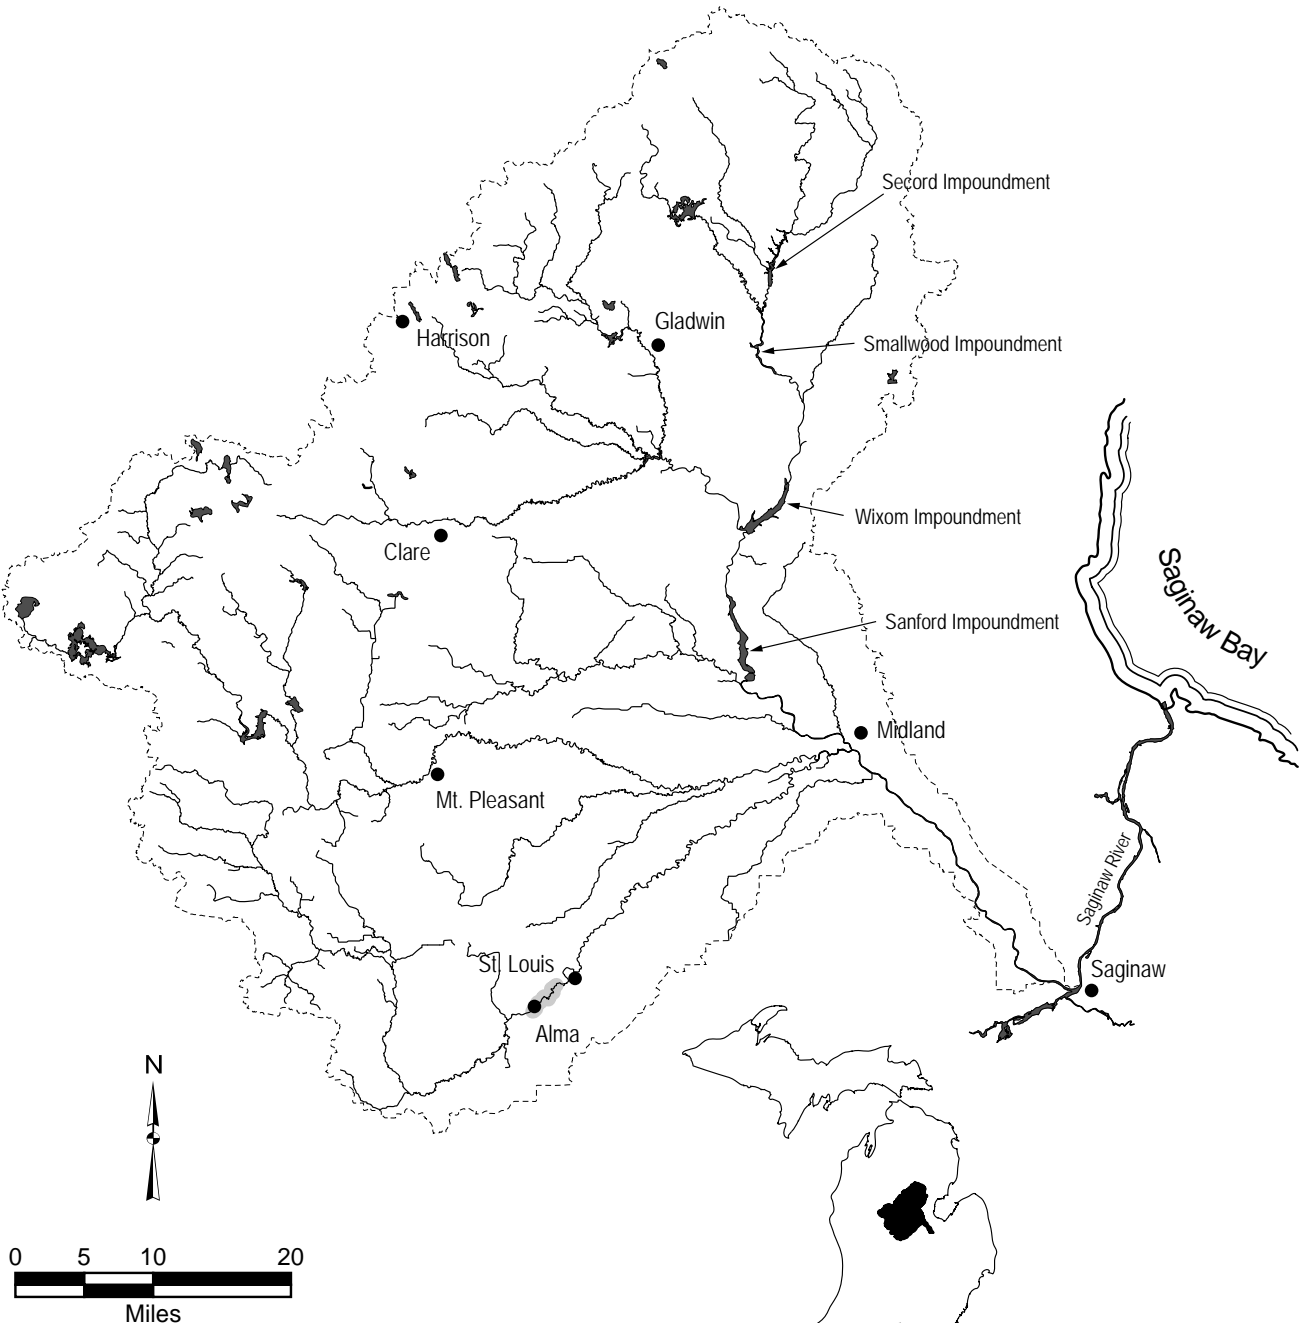 Secord Impoundment
Gladwin
Harrison
Smallwood Impoundment
Wixom Impoundment
Clare
Saginaw Bay
Sanford Impoundment
Midland
Mt. Pleasant
Saginaw River
St. Louis
Saginaw
Alma
N
0 5 10 20
Miles